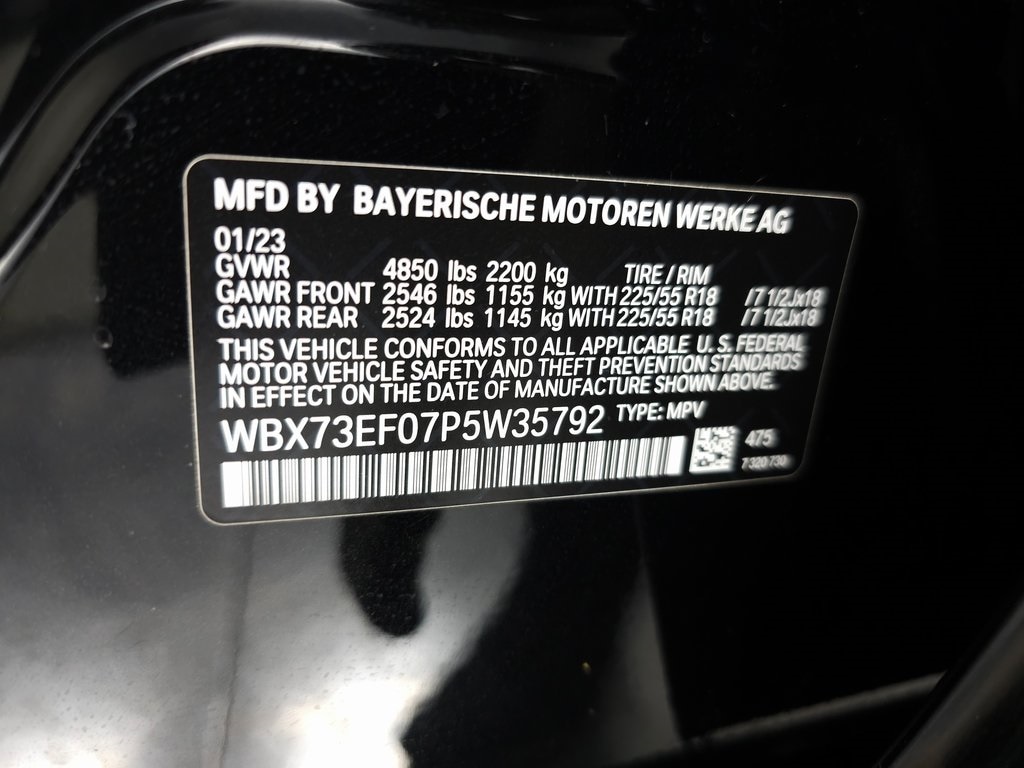 MFD BY BAYERISCHE MOTOREN WERKE AG
01/23
GVWR 4850 lbs 2200 kg TIRE / RIM
GAWR FRONT 2546 lbs 1155 kg WITH 225/55 R18 /7 1/2Jx18
GAWR REAR 2524 lbs 1145 kg WITH 225/55 R18 /7 1/2Jx18
THIS VEHICLE CONFORMS TO ALL APPLICABLE U. S. FEDERAL
MOTOR VEHICLE SAFETY AND THEFT PREVENTION STANDARDS
IN EFFECT ON THE DATE OF MANUFACTURE SHOWN ABOVE.
WBX73EF07P5W35792 TYPE: MPV
475
7 320 730